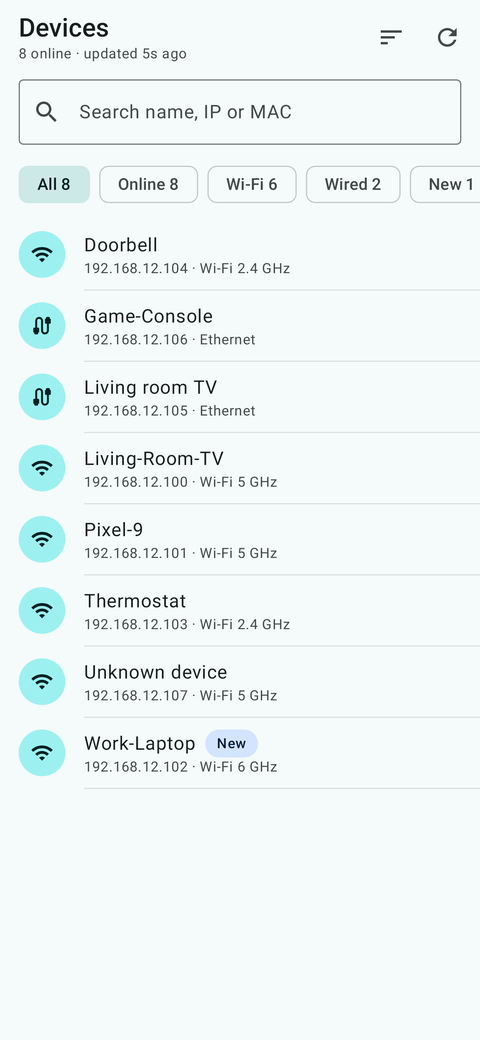 Devices
8 online · updated 5s ago
Search name, IP or MAC
All 8
Online 8
Wi-Fi 6
Wired 2
New 1
Doorbell
192.168.12.104 · Wi-Fi 2.4 GHz
Game-Console
192.168.12.106 · Ethernet
Living room TV
192.168.12.105 · Ethernet
Living-Room-TV
192.168.12.100 · Wi-Fi 5 GHz
Pixel-9
192.168.12.101 · Wi-Fi 5 GHz
Thermostat
192.168.12.103 · Wi-Fi 2.4 GHz
Unknown device
192.168.12.107 · Wi-Fi 5 GHz
Work-Laptop New
192.168.12.102 · Wi-Fi 6 GHz